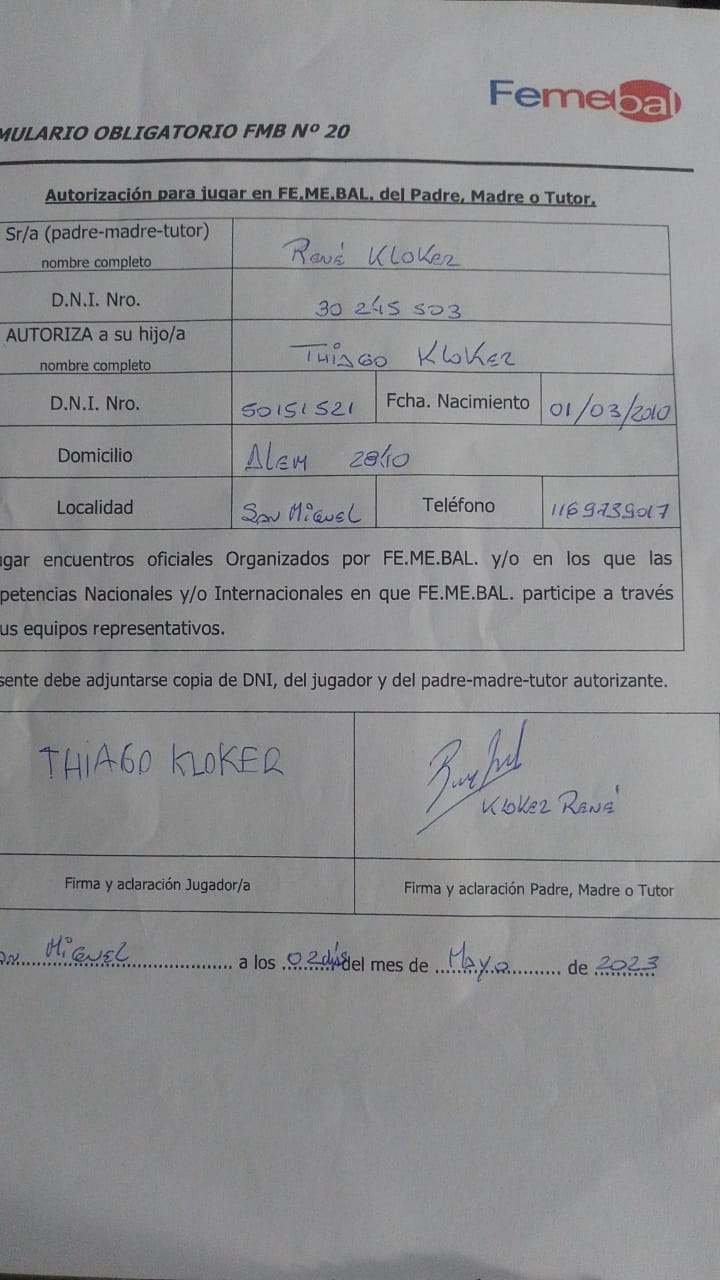 Femebal
MULARIO OBLIGATORIO FMB Nº 20
Autorización para jugar en FE.ME.BAL. del Padre, Madre o Tutor.
Sr/a (padre-madre-tutor)
nombre completo
René Kloker
D.N.I. Nro.
30 245 503
AUTORIZA a su hijo/a
nombre completo
THIAGO KLOKER
D.N.I. Nro.
50151521
Fcha. Nacimiento
01/03/2010
Domicilio
ALEM 2840
Localidad
San Miguel
Teléfono
1169739017
ugar encuentros oficiales Organizados por FE.ME.BAL. y/o en los que las
petencias Nacionales y/o Internacionales en que FE.ME.BAL. participe a través
us equipos representativos.
sente debe adjuntarse copia de DNI, del jugador y del padre-madre-tutor autorizante.
THIAGO KLOKER
KLOKER RENÉ
Firma y aclaración Jugador/a
Firma y aclaración Padre, Madre o Tutor
Miguel a los 02 días del mes de Mayo de 2023